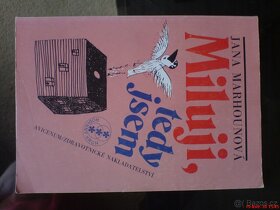 JANA MARHOUNOVÁ
Miluji,
tedy
jsem
AVICENUM/ZDRAVOTNICKÉ NAKLADATELSTVÍ